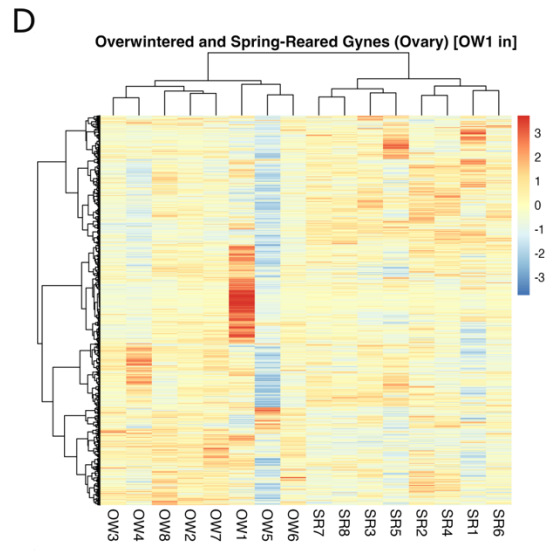 D
Overwintered and Spring-Reared Gynes (Ovary) [OW1 in]
3
2
1
0
-1
-2
-3
OW3 OW4 OW8 OW2 OW7 OW1 OW5 OW6 SR7 SR8 SR3 SR5 SR2 SR4 SR1 SR6